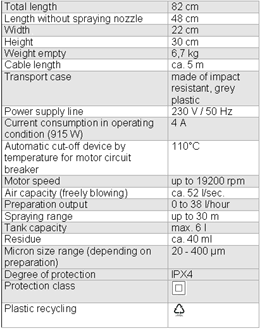 Total length 82 cm
Length without spraying nozzle 48 cm
Width 22 cm
Height 30 cm
Weight empty 6,7 kg
Cable length ca. 5 m
Transport case made of impact
resistant, grey
plastic
Power supply line 230 V / 50 Hz
Current consumption in operating 4 A
condition (915 W)
Automatic cut-off device by 110°C
temperature for motor circuit
breaker
Motor speed up to 19200 rpm
Air capacity (freely blowing) ca. 52 l/sec.
Preparation output 0 to 38 l/hour
Spraying range up to 30 m
Tank capacity max. 6 l
Residue ca. 40 ml
Micron size range (depending on 20 - 400 µm
preparation)
Degree of protection IPX4
Protection class
Plastic recycling